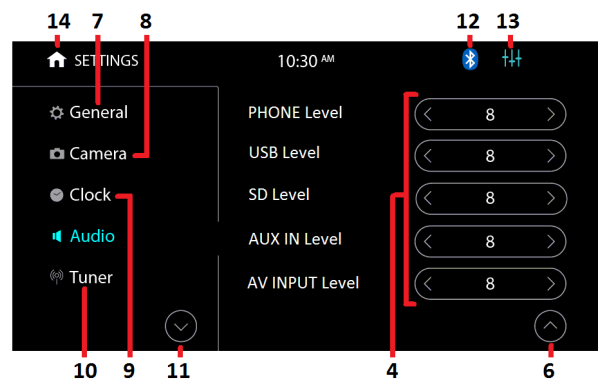 14 7 8 12 13
SETTINGS 10:30 AM
General PHONE Level 8
Camera USB Level 8
Clock SD Level 8
Audio AUX IN Level 8
Tuner AV INPUT Level 8
10 9 11 4 6